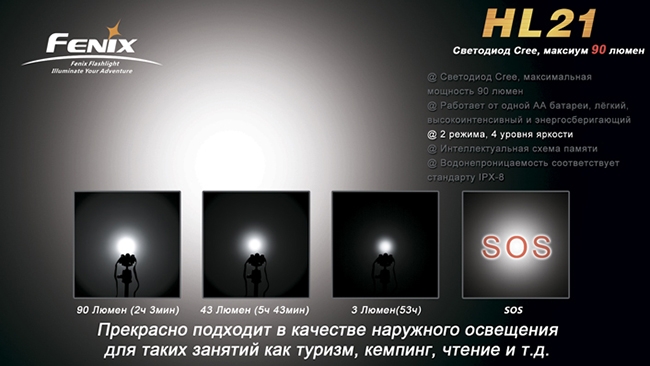 FENIX
Fenix Flashlight
Illuminate Your Adventure
HL21
Светодиод Cree, максиум 90 люмен
@ Светодиод Cree, максимальная
мощность 90 люмен
@ Работает от одной АА батареи, лёгкий,
высокоинтенсивный и энергосберигающий
@ 2 режима, 4 уровня яркости
@ Интеллектуальная схема памяти
@ Водонепроницаемость соответствует
стандарту IPX-8
SOS
90 Люмен (2ч 3мин)
43 Люмен (5ч 43мин)
3 Люмен(53ч)
SOS
Прекрасно подходит в качестве наружного освещения
для таких занятий как туризм, кемпинг, чтение и т.д.